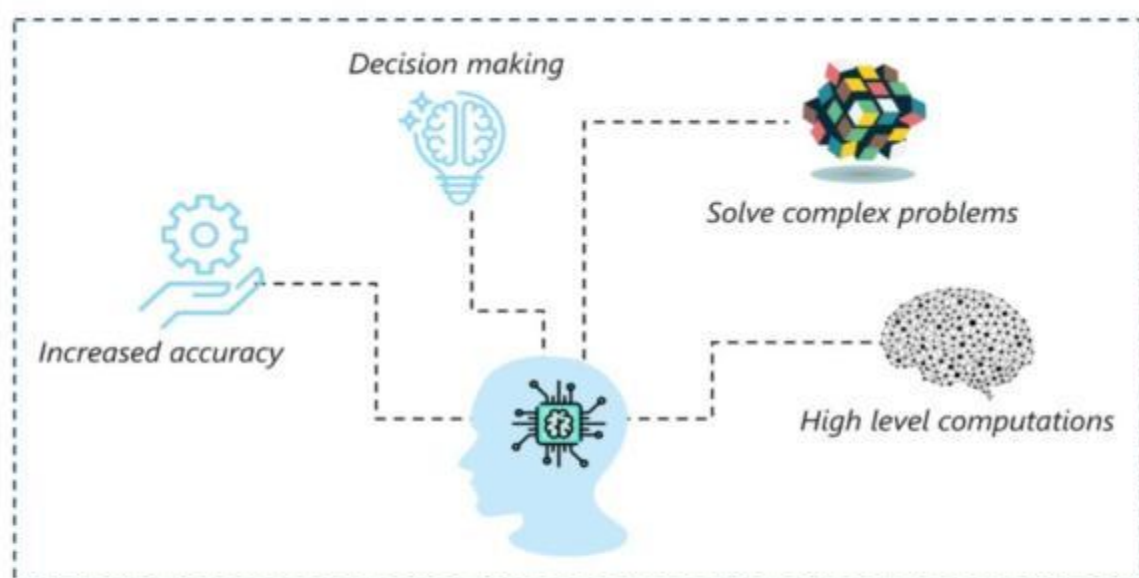 Decision making
Solve complex problems
Increased accuracy
High level computations